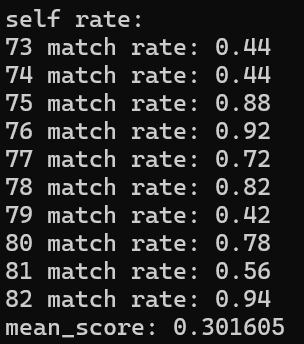 self rate:
73 match rate: 0.44
74 match rate: 0.44
75 match rate: 0.88
76 match rate: 0.92
77 match rate: 0.72
78 match rate: 0.82
79 match rate: 0.42
80 match rate: 0.78
81 match rate: 0.56
82 match rate: 0.94
mean_score: 0.301605